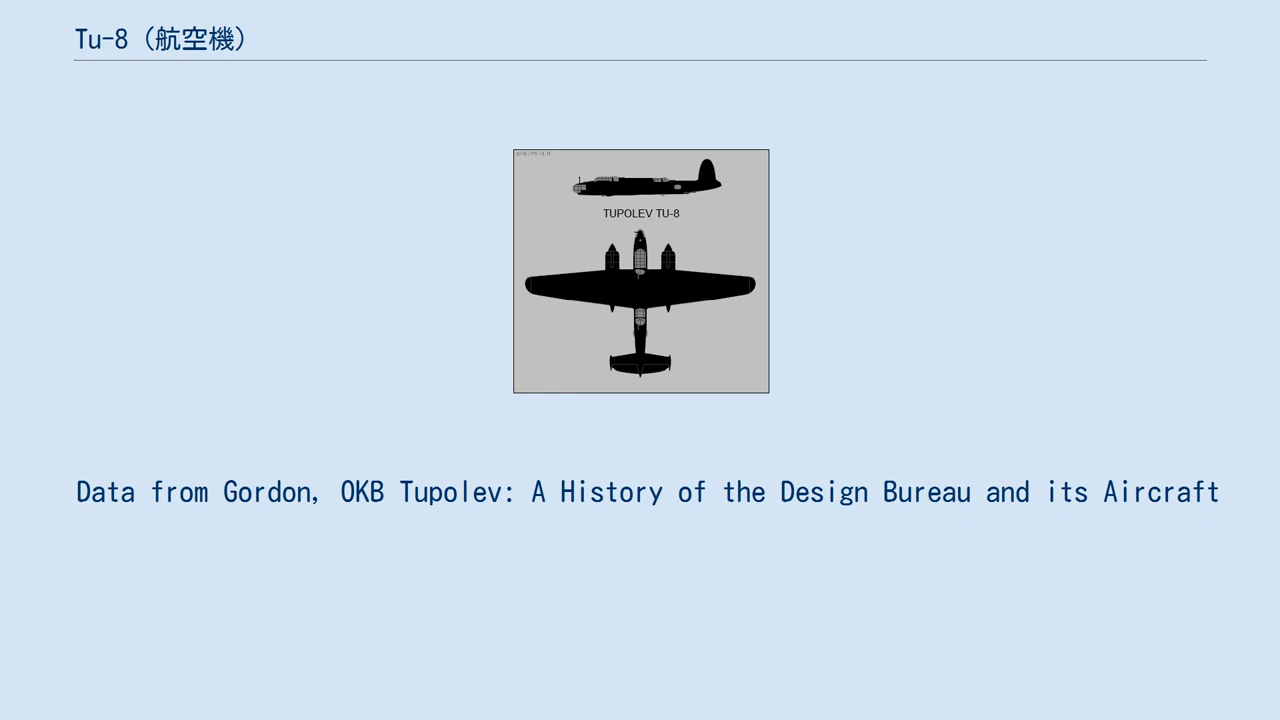 Tu-8 (航空機)
TUPOLEV TU-8
Data from Gordon, OKB Tupolev: A History of the Design Bureau and its Aircraft